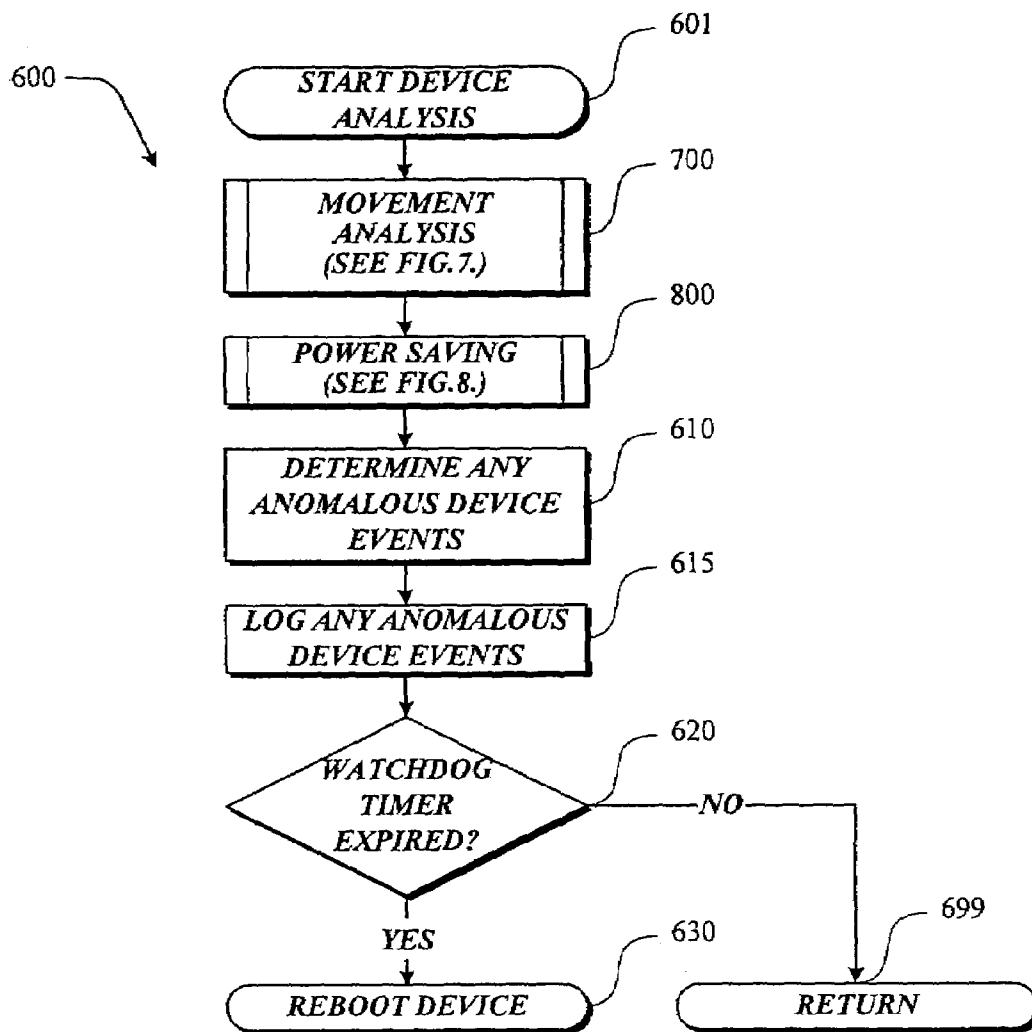 601
600
START DEVICE
ANALYSIS
700
MOVEMENT
ANALYSIS
(SEE FIG.7.)
800
POWER SAVING
(SEE FIG.8.)
610
DETERMINE ANY
ANOMALOUS DEVICE
EVENTS
615
LOG ANY ANOMALOUS
DEVICE EVENTS
620
WATCHDOG
TIMER
EXPIRED?
NO
699
YES
630
REBOOT DEVICE
RETURN